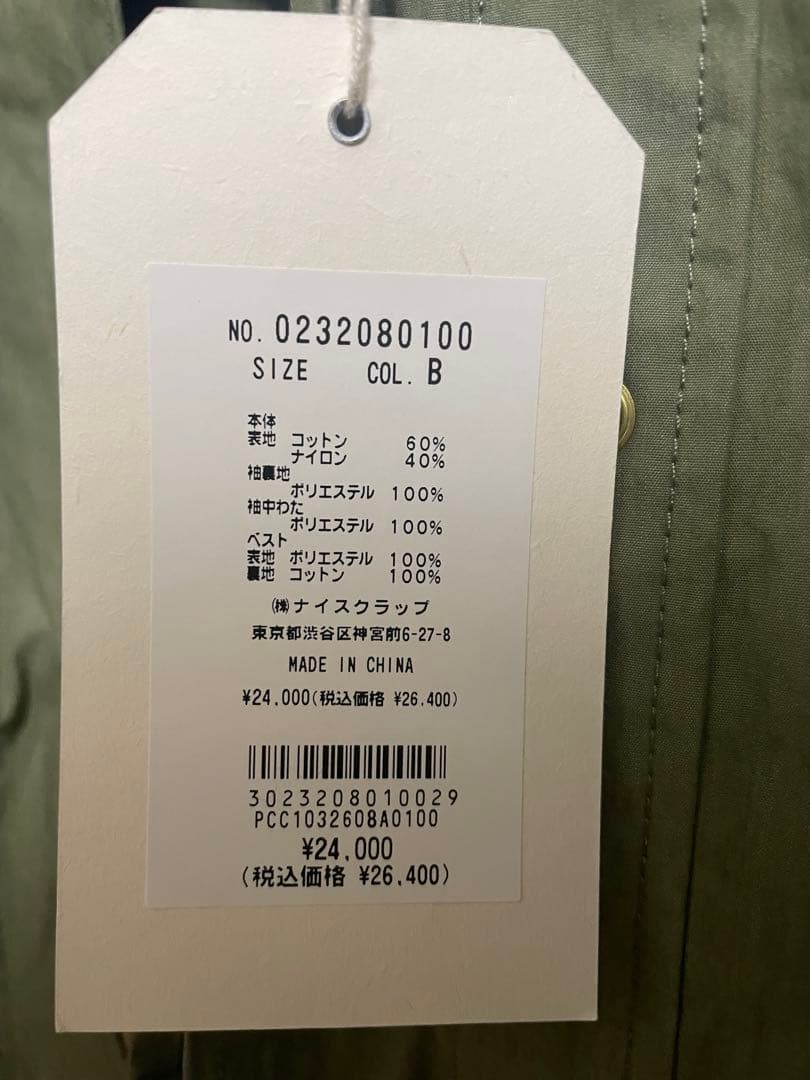 NO. 0232080100
SIZE COL. B
本体
表地 コットン 60%
ナイロン 40%
袖裏地
ポリエステル 100%
袖中わた
ポリエステル 100%
ベスト
表地 ポリエステル 100%
裏地 コットン 100%
㈱ナイスクラップ
東京都渋谷区神宮前6-27-8
MADE IN CHINA
¥24,000(税込価格 ¥26,400)
3023208010029
PCC1032608A0100
¥24,000
(税込価格 ¥26,400)